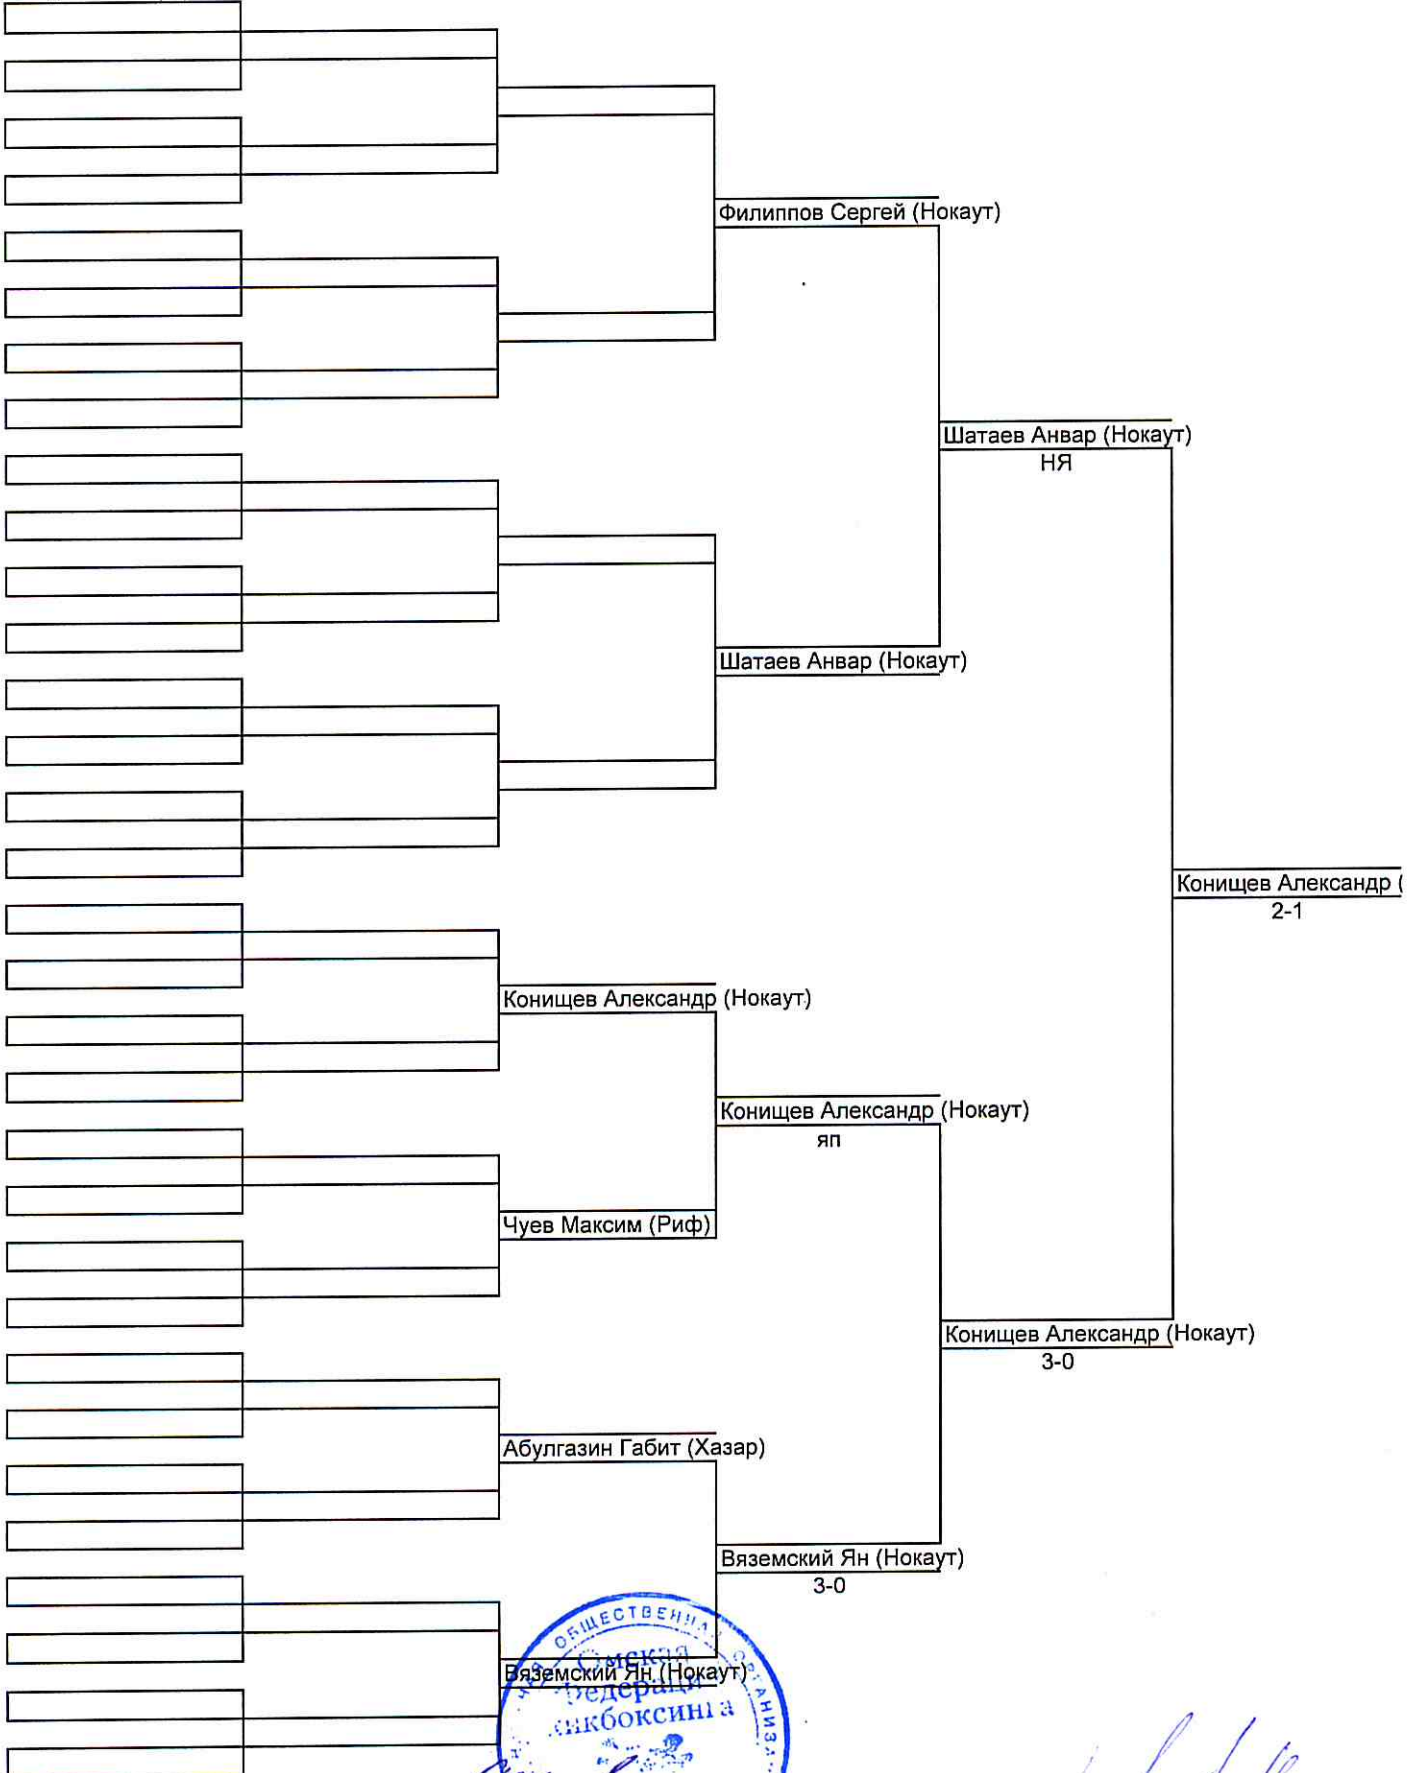 Филиппов Сергей (Нокаут)
Шатаев Анвар (Нокаут)
НЯ
Шатаев Анвар (Нокаут)
Конищев Александр (
2-1
Конищев Александр (Нокаут)
Конищев Александр (Нокаут)
яп
Чуев Максим (Риф)
Конищев Александр (Нокаут)
3-0
Абулгазин Габит (Хазар)
Вяземский Ян (Нокаут)
3-0
ОБЩЕСТВЕННАЯ
Омская
Вяземский Ян (Нокаут)